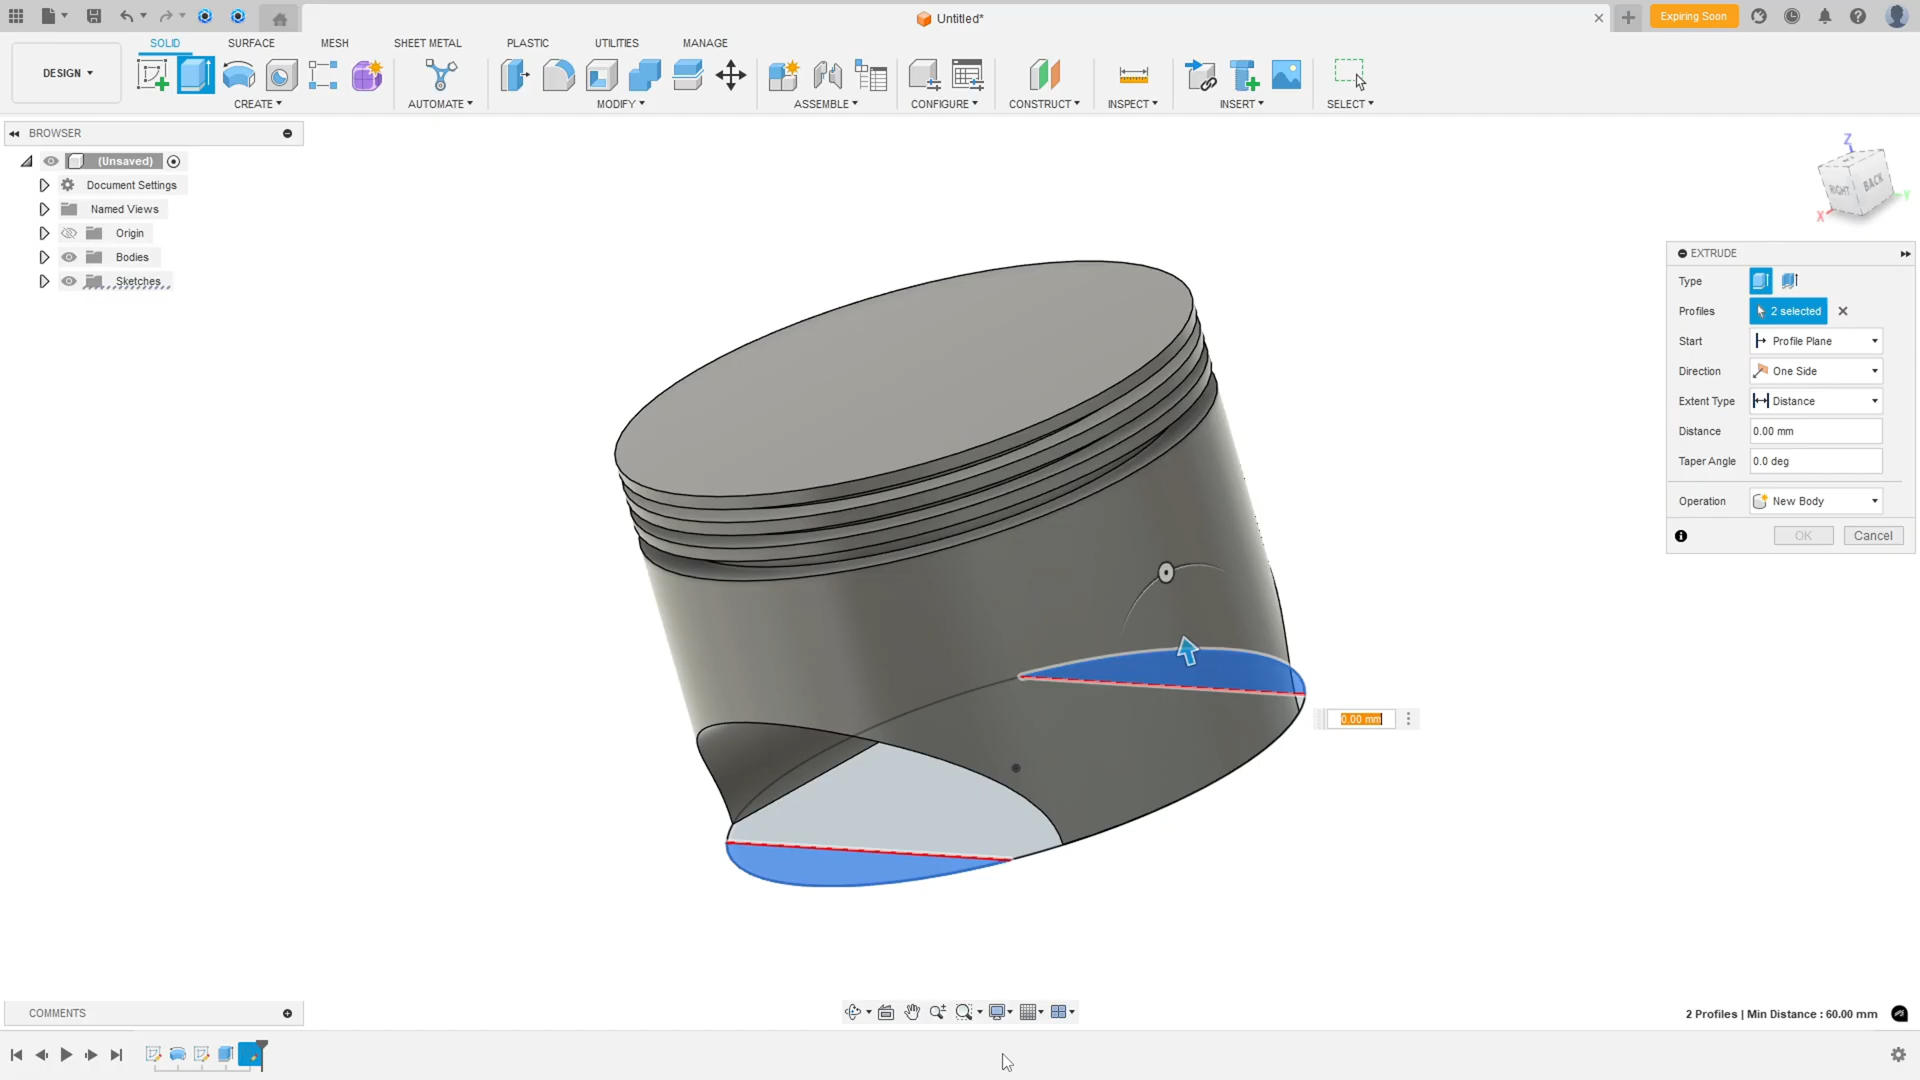 Untitled*
Expiring Soon
DESIGN
SOLID
SURFACE
MESH
SHEET METAL
PLASTIC
UTILITIES
MANAGE
CREATE
AUTOMATE
MODIFY
ASSEMBLE
CONFIGURE
CONSTRUCT
INSPECT
INSERT
SELECT
BROWSER
(Unsaved)
Document Settings
Named Views
Origin
Bodies
Sketches
Z
RIGHT
BACK
X
Y
EXTRUDE
Type
Profiles 2 selected
Start Profile Plane
Direction One Side
Extent Type Distance
Distance 0.00 mm
Taper Angle 0.0 deg
Operation New Body
OK Cancel
0.00 mm
COMMENTS
2 Profiles | Min Distance : 60.00 mm